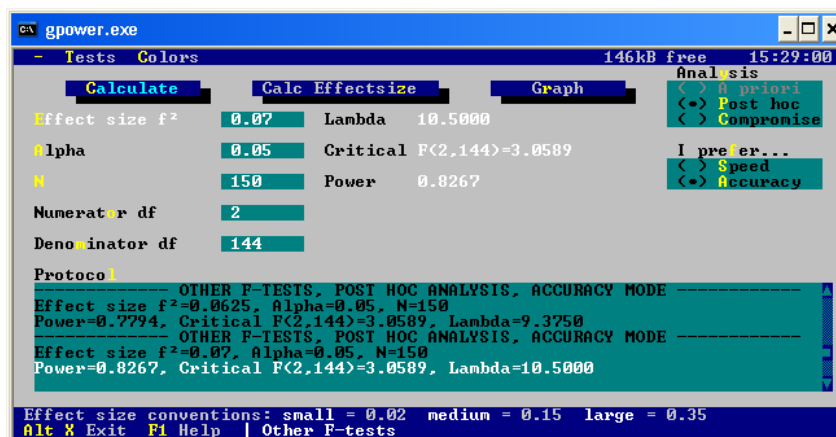 gpower.exe
- Tests Colors 146kB free 15:29:00
Analysis
Calculate Calc Effectsize Graph ( ) A priori
(•) Post hoc
Effect size f² 0.07 Lambda 10.5000 ( ) Compromise
Alpha 0.05 Critical F(2,144)=3.0589 I prefer...
( ) Speed
N 150 Power 0.8267 (•) Accuracy
Numerator df 2
Denominator df 144
Protocol
------------- OTHER F-TESTS, POST HOC ANALYSIS, ACCURACY MODE -------------
Effect size f²=0.0625, Alpha=0.05, N=150
Power=0.7794, Critical F(2,144)=3.0589, Lambda=9.3750
------------- OTHER F-TESTS, POST HOC ANALYSIS, ACCURACY MODE -------------
Effect size f²=0.07, Alpha=0.05, N=150
Power=0.8267, Critical F(2,144)=3.0589, Lambda=10.5000
Effect size conventions: small = 0.02 medium = 0.15 large = 0.35
Alt X Exit F1 Help | Other F-tests